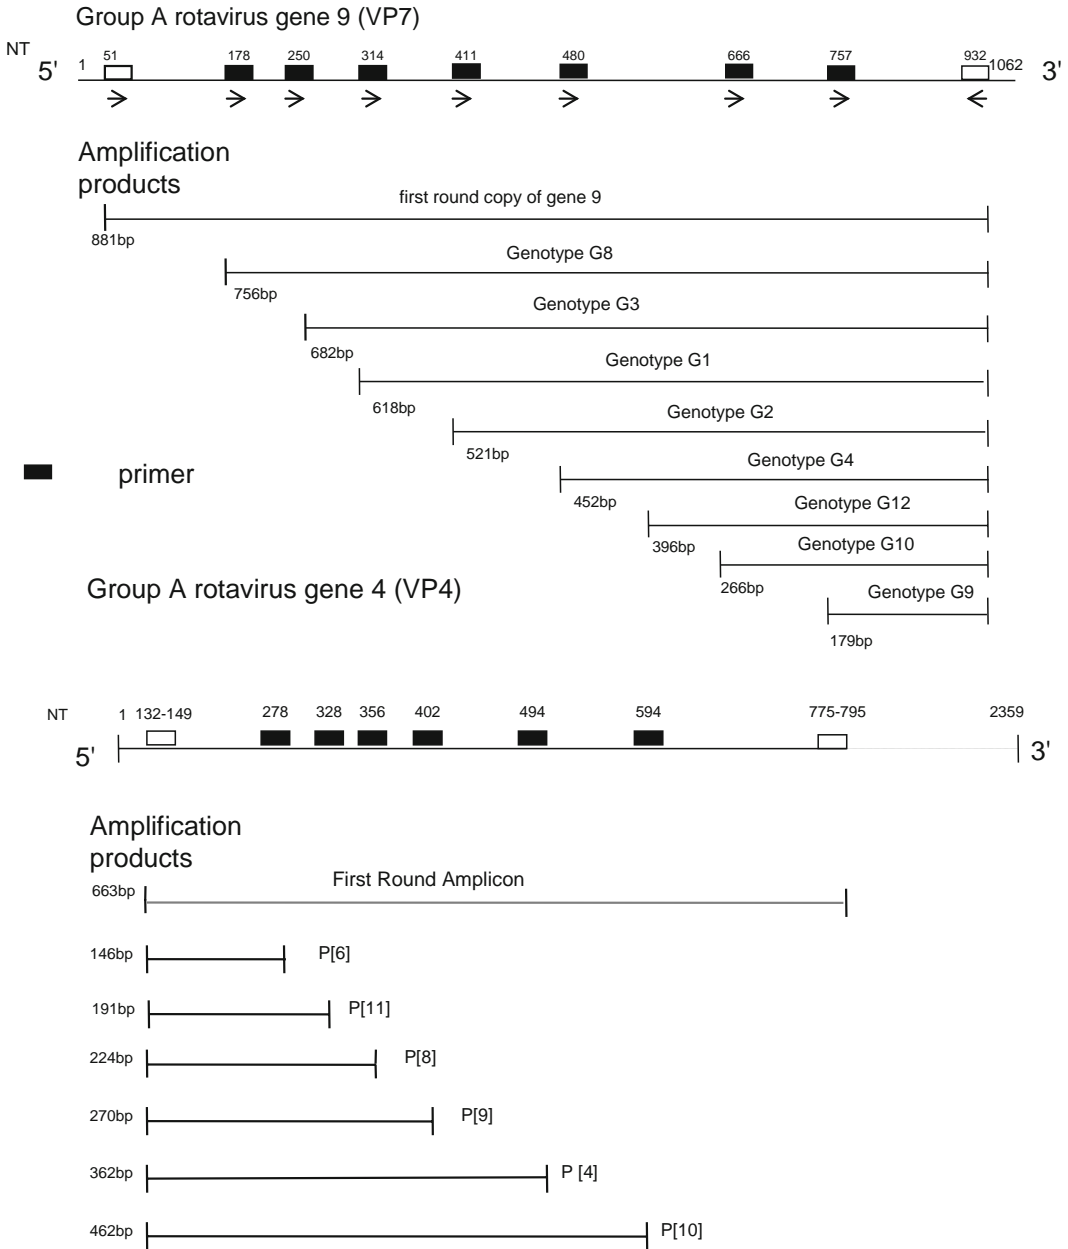 Group A rotavirus gene 9 (VP7)
NT 5' 1 51 178 250 314 411 480 666 757 932 1062 3'
Amplification
products
first round copy of gene 9
881bp
Genotype G8
756bp
Genotype G3
682bp
Genotype G1
618bp
Genotype G2
521bp
primer
Genotype G4
452bp
Genotype G12
396bp
Genotype G10
266bp
Group A rotavirus gene 4 (VP4)
Genotype G9
179bp
NT 1 132-149 278 328 356 402 494 594 775-795 2359
5' 3'
Amplification
products
663bp First Round Amplicon
146bp P[6]
191bp P[11]
224bp P[8]
270bp P[9]
362bp P [4]
462bp P[10]